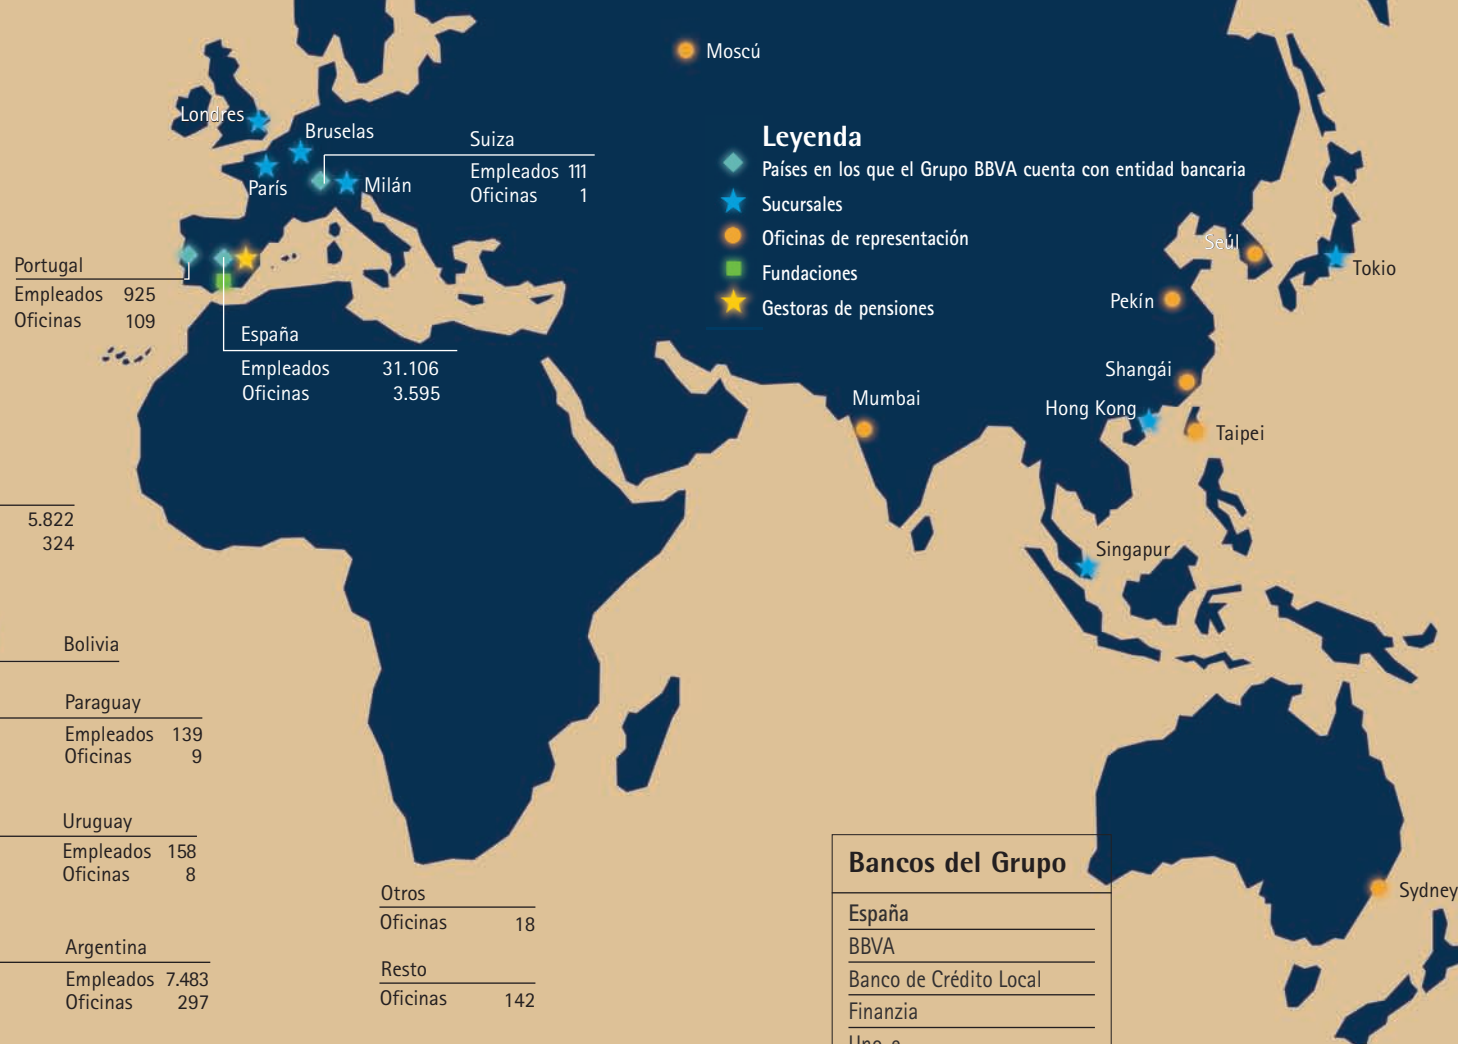 Moscú
Londres
Bruselas
París
Milán
Suiza
Empleados 111
Oficinas 1
Leyenda
Países en los que el Grupo BBVA cuenta con entidad bancaria
Sucursales
Oficinas de representación
Fundaciones
Gestoras de pensiones
Seúl
Tokio
Pekín
Shangái
Hong Kong
Taipei
Mumbai
Singapur
Sydney
Portugal
Empleados 925
Oficinas 109
España
Empleados 31.106
Oficinas 3.595
5.822
324
Bolivia
Paraguay
Empleados 139
Oficinas 9
Uruguay
Empleados 158
Oficinas 8
Argentina
Empleados 7.483
Oficinas 297
Otros
Oficinas 18
Resto
Oficinas 142
Bancos del Grupo
España
BBVA
Banco de Crédito Local
Finanzia